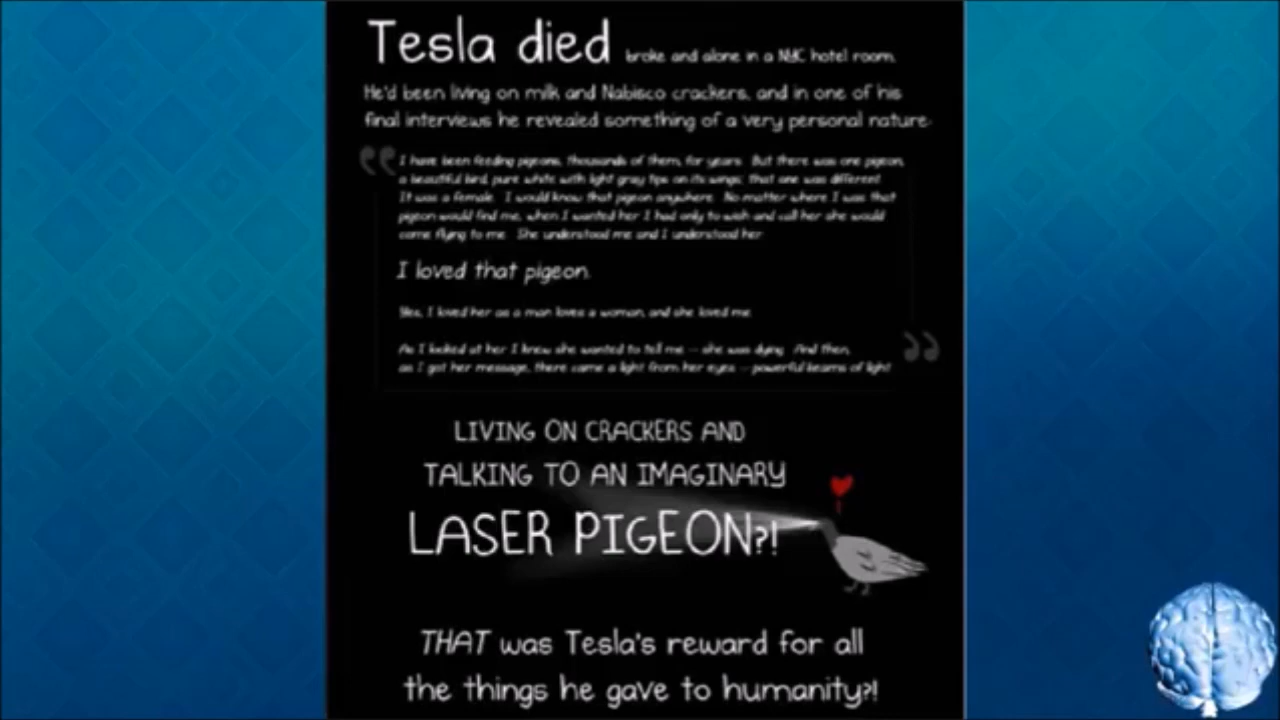 Tesla died broke and alone in a NYC hotel room.
He'd been living on milk and Nabisco crackers, and in one of his
final interviews he revealed something of a very personal nature:
“I have been feeding pigeons, thousands of them, for years. But there was one pigeon,
a beautiful bird, pure white with light gray tips on its wings; that one was different.
It was a female. I would know that pigeon anywhere. No matter where I was that
pigeon would find me; when I wanted her I had only to wish and call her she would
come flying to me. She understood me and I understood her.
I loved that pigeon.
Yes, I loved her as a man loves a woman, and she loved me.
As I looked at her I knew she wanted to tell me -- she was dying. And then,
as I got her message, there came a light from her eyes -- powerful beams of light.”
LIVING ON CRACKERS AND
TALKING TO AN IMAGINARY
LASER PIGEON?!
THAT was Tesla's reward for all
the things he gave to humanity?!